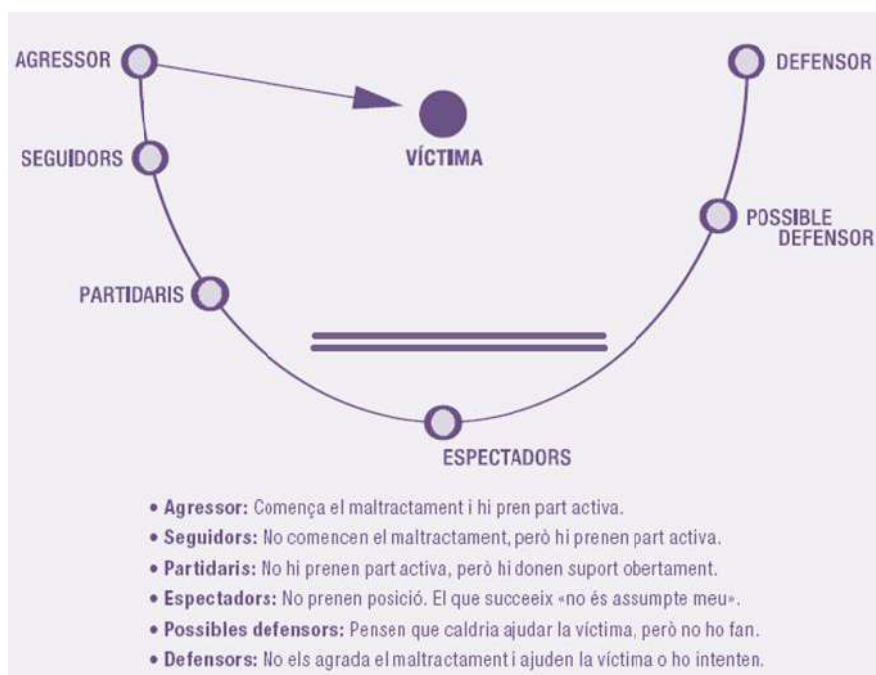 AGRESSOR
DEFENSOR
VÍCTIMA
SEGUIDORS
POSSIBLE
DEFENSOR
PARTIDARIS
ESPECTADORS
• Agressor: Comença el maltractament i hi pren part activa.
• Seguidors: No comencen el maltractament, però hi prenen part activa.
• Partidaris: No hi prenen part activa, però hi donen suport obertament.
• Espectadors: No prenen posició. El que succeeix «no és assumpte meu».
• Possibles defensors: Pensen que caldria ajudar la víctima, però no ho fan.
• Defensors: No els agrada el maltractament i ajuden la víctima o ho intenten.